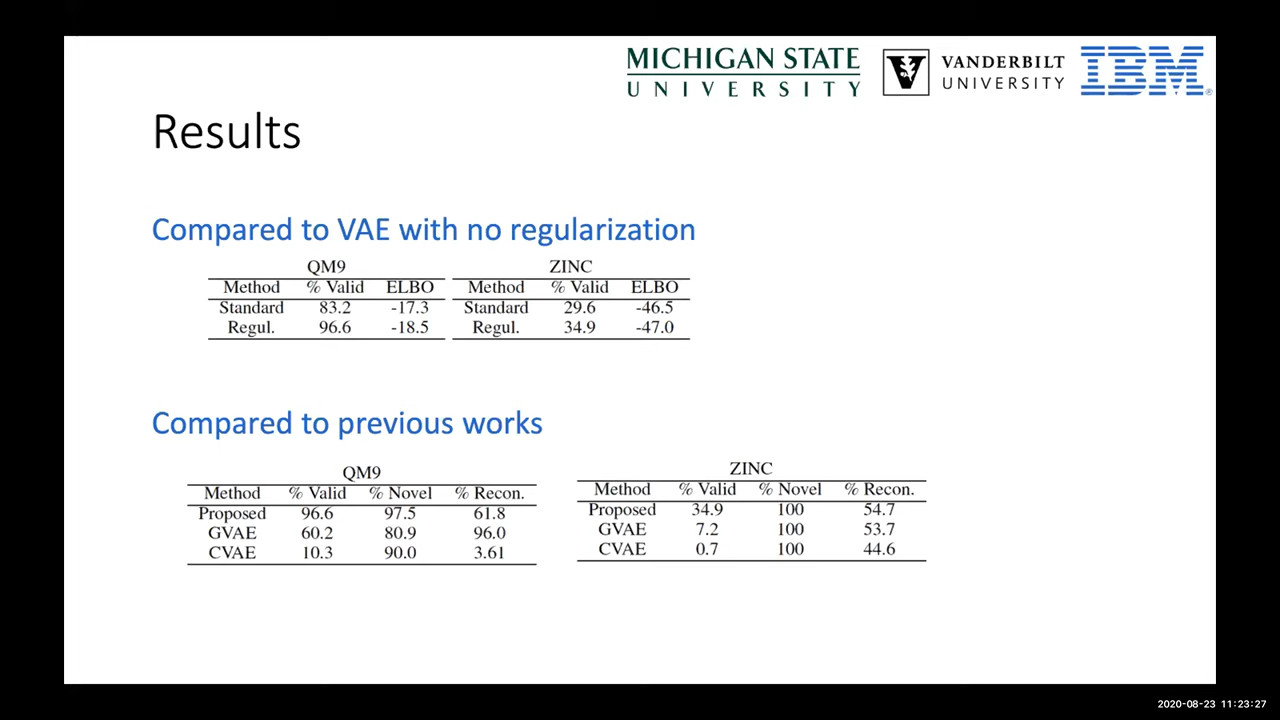 MICHIGAN STATE
UNIVERSITY
VANDERBILT
UNIVERSITY
IBM®
Results
Compared to VAE with no regularization
QM9 ZINC
Method % Valid ELBO Method % Valid ELBO
Standard 83.2 -17.3 Standard 29.6 -46.5
Regul. 96.6 -18.5 Regul. 34.9 -47.0
Compared to previous works
QM9
Method % Valid % Novel % Recon.
Proposed 96.6 97.5 61.8
GVAE 60.2 80.9 96.0
CVAE 10.3 90.0 3.61
ZINC
Method % Valid % Novel % Recon.
Proposed 34.9 100 54.7
GVAE 7.2 100 53.7
CVAE 0.7 100 44.6
2020-08-23 11:23:27